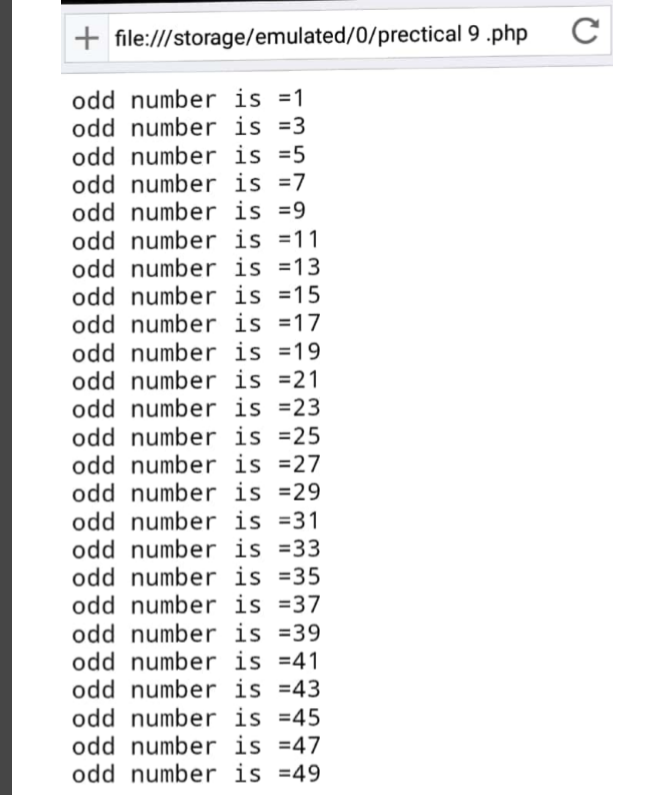 + file:///storage/emulated/0/prectical 9 .php
odd number is =1
odd number is =3
odd number is =5
odd number is =7
odd number is =9
odd number is =11
odd number is =13
odd number is =15
odd number is =17
odd number is =19
odd number is =21
odd number is =23
odd number is =25
odd number is =27
odd number is =29
odd number is =31
odd number is =33
odd number is =35
odd number is =37
odd number is =39
odd number is =41
odd number is =43
odd number is =45
odd number is =47
odd number is =49